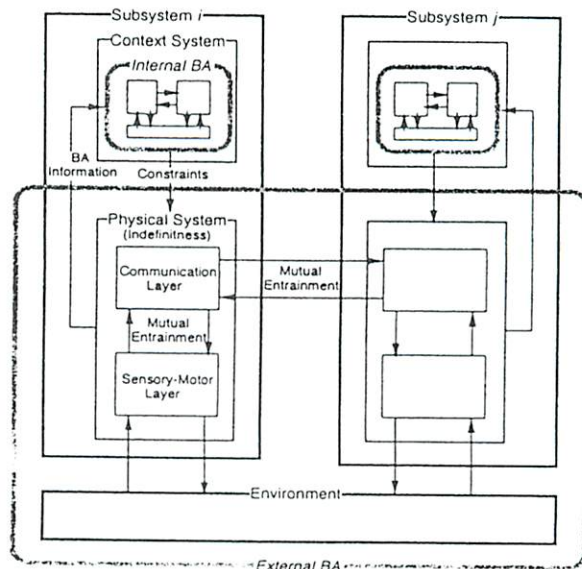 Subsystem i
Subsystem j
Context System
Internal BA
BA
Information
Constraints
Physical System
(Indefinitness)
Communication
Layer
Mutual
Entrainment
Mutual
Entrainment
Sensory-Motor
Layer
Environment
External BA